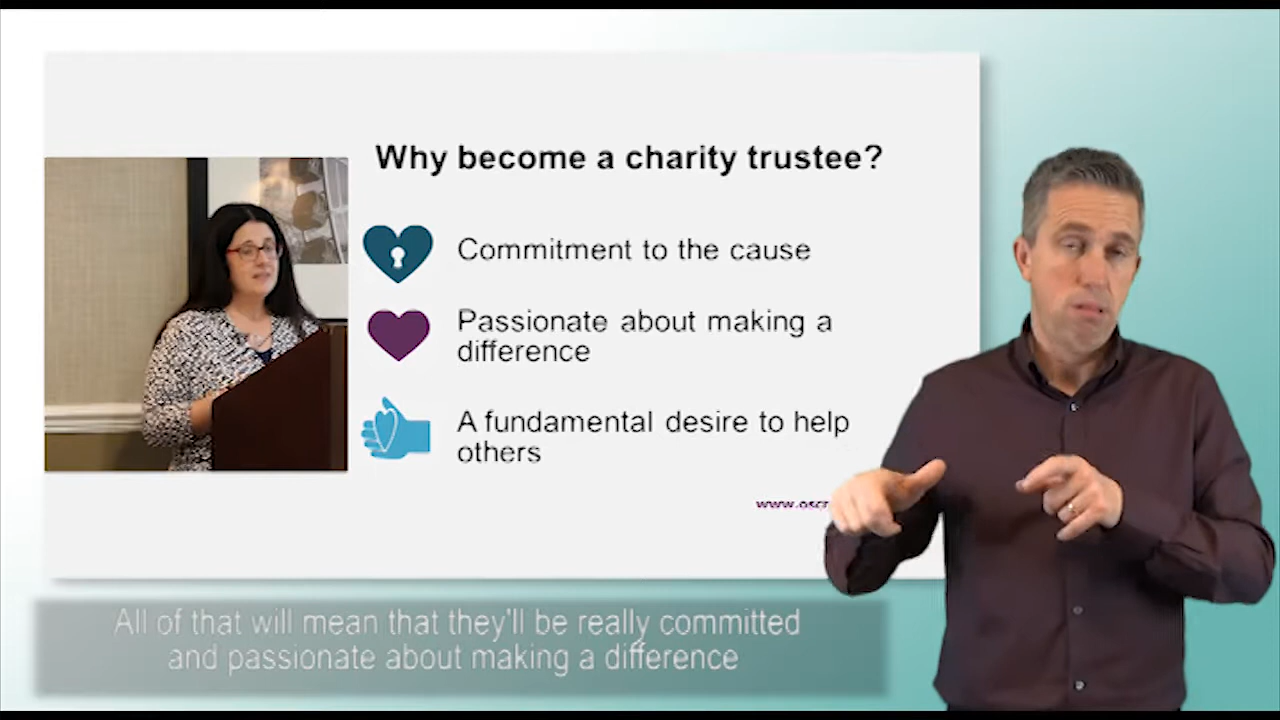 Why become a charity trustee?
Commitment to the cause
Passionate about making a
difference
A fundamental desire to help
others
All of that will mean that they'll be really committed
and passionate about making a difference